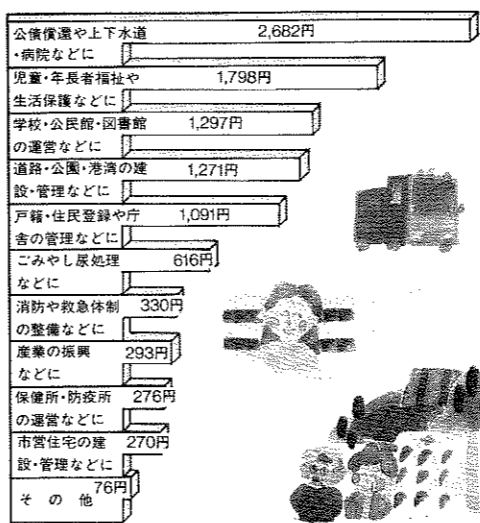 公債償還や上下水道
・病院などに
2,682円
児童・年長者福祉や
生活保護などに
1,798円
学校・公民館・図書館
の運営などに
1,297円
道路・公園・港湾の建
設・管理などに
1,271円
戸籍・住民登録や庁
舎の管理などに
1,091円
ごみやし尿処理
などに
616円
消防や救急体制
の整備などに
330円
産業の振興
などに
293円
保健所・防疫所
の運営などに
276円
市営住宅の建
設・管理などに
270円
その他
76円